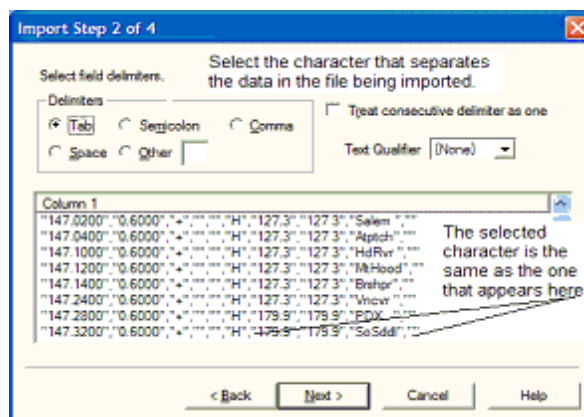 Import Step 2 of 4
Select field delimiters.
Select the character that separates
the data in the file being imported.
Delimiters
Tab Semicolon Comma
Space Other
Treat consecutive delimiter as one
Text Qualifier (None)
Column 1
"147.0200","0.6000","+","","","H","127.3","127.3","Salem ",""
"147.0400","0.6000","+","","","H","127.3","127.3","Alptch",""
"147.1000","0.6000","+","","","H","127.3","127.3","HdRvr ",""
"147.1200","0.6000","+","","","H","127.3","127.3","MtHood",""
"147.1400","0.6000","+","","","H","127.3","127.3","Brshpr",""
"147.2400","0.6000","+","","","H","127.3","127.3","Vncvr ",""
"147.2800","0.6000","+","","","H","179.9","179.9","PDX ",""
"147.3200","0.6000","+","","","H","179.9","179.9","SoSddl",""
The selected
character is the
same as the one
that appears here
< Back Next > Cancel Help